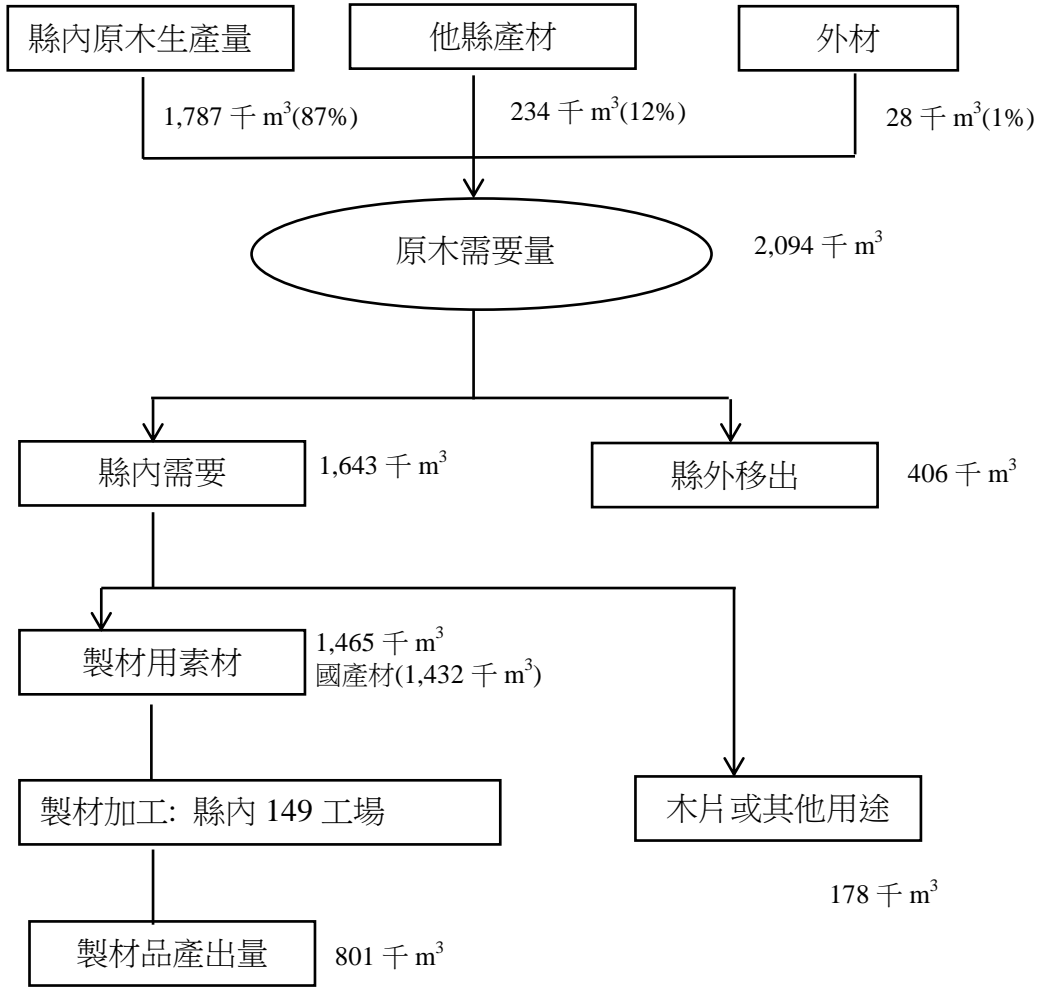 縣內原木生產量
他縣產材
外材
1,787 千 m³(87%)
234 千 m³(12%)
28 千 m³(1%)
原木需要量
2,094 千 m³
縣內需要
1,643 千 m³
縣外移出
406 千 m³
製材用素材
1,465 千 m³
國產材(1,432 千 m³)
製材加工: 縣內 149 工場
木片或其他用途
178 千 m³
製材品產出量
801 千 m³